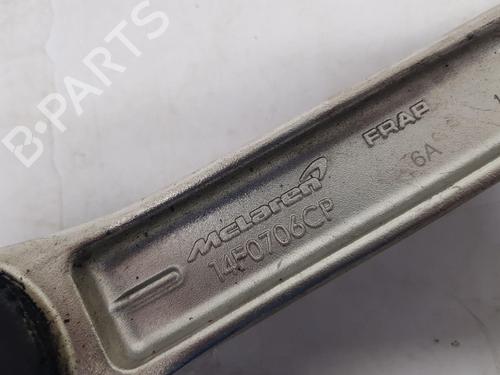 B-PARTS
McLaren
14F0706CP
FRAP
6A